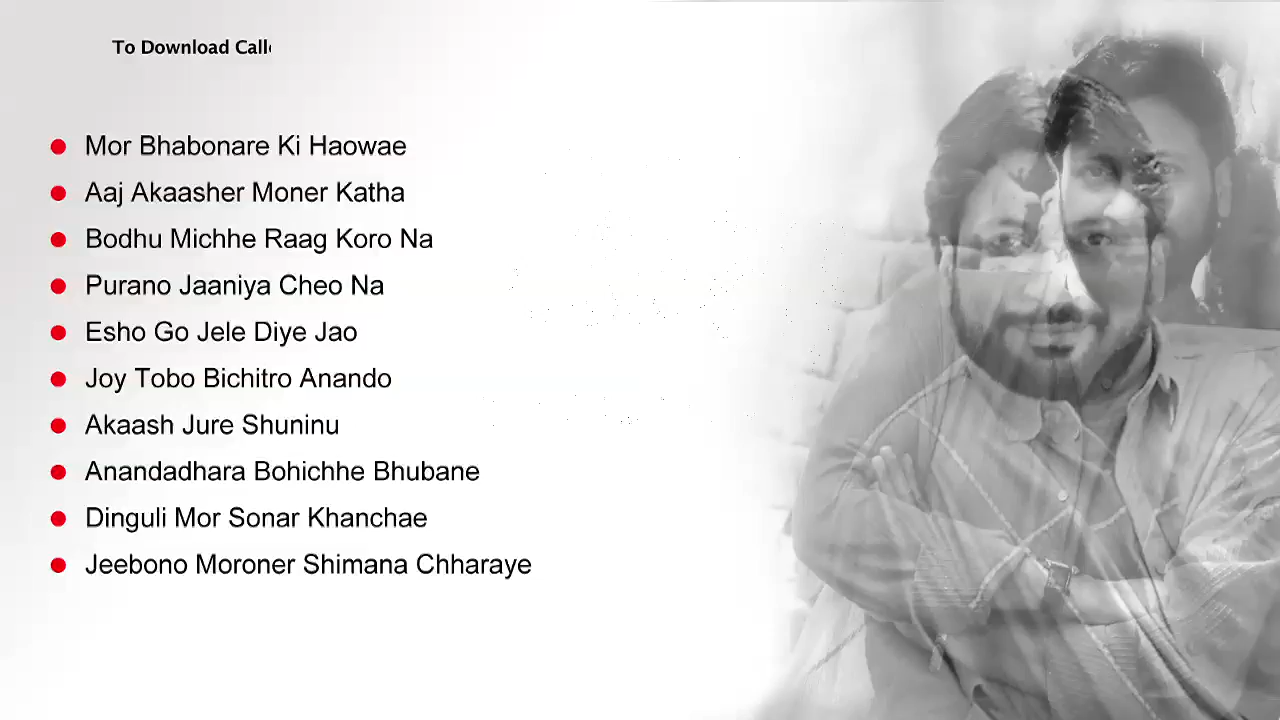 To Download Calle
Mor Bhabonare Ki Haowae
Aaj Akaasher Moner Katha
Bodhu Michhe Raag Koro Na
Purano Jaaniya Cheo Na
Esho Go Jele Diye Jao
Joy Tobo Bichitro Anando
Akaash Jure Shuninu
Anandadhara Bohichhe Bhubane
Dinguli Mor Sonar Khanchae
Jeebono Moroner Shimana Chharaye